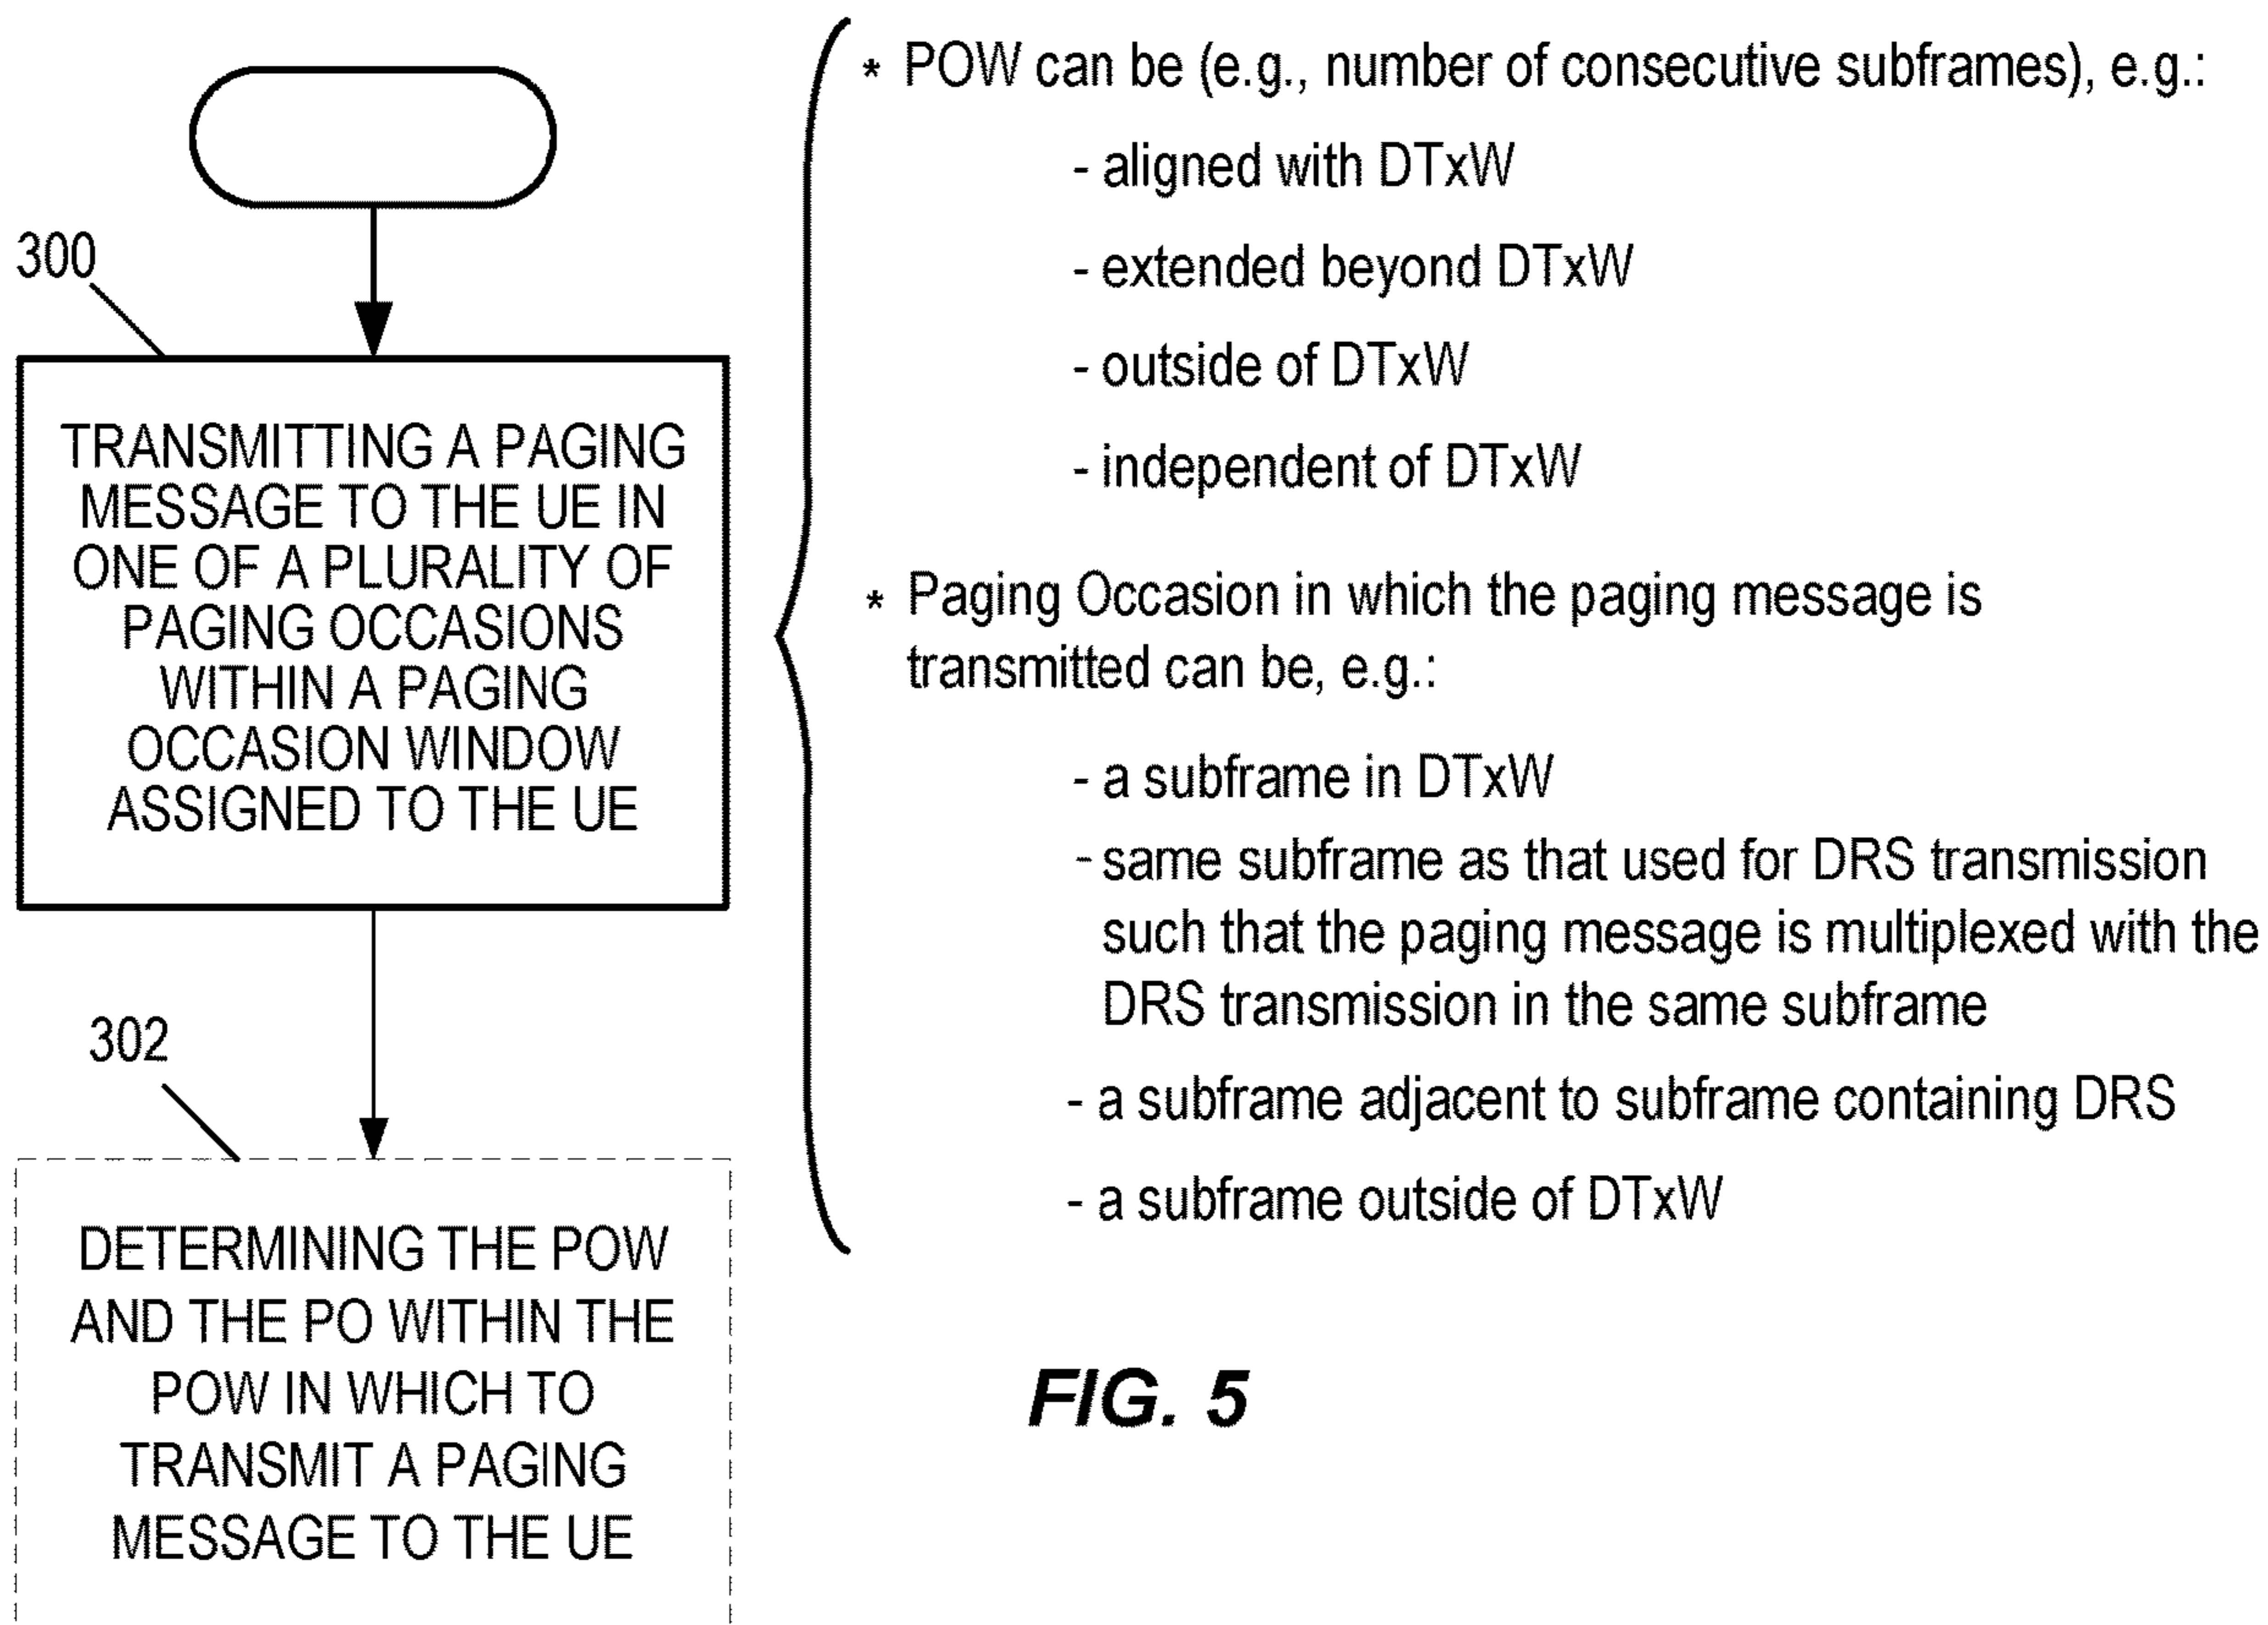 300
TRANSMITTING A PAGING
MESSAGE TO THE UE IN
ONE OF A PLURALITY OF
PAGING OCCASIONS
WITHIN A PAGING
OCCASION WINDOW
ASSIGNED TO THE UE
302
DETERMINING THE POW
AND THE PO WITHIN THE
POW IN WHICH TO
TRANSMIT A PAGING
MESSAGE TO THE UE
* POW can be (e.g., number of consecutive subframes), e.g.:
- aligned with DTxW
- extended beyond DTxW
- outside of DTxW
- independent of DTxW
* Paging Occasion in which the paging message is
transmitted can be, e.g.:
- a subframe in DTxW
- same subframe as that used for DRS transmission
such that the paging message is multiplexed with the
DRS transmission in the same subframe
- a subframe adjacent to subframe containing DRS
- a subframe outside of DTxW
FIG. 5